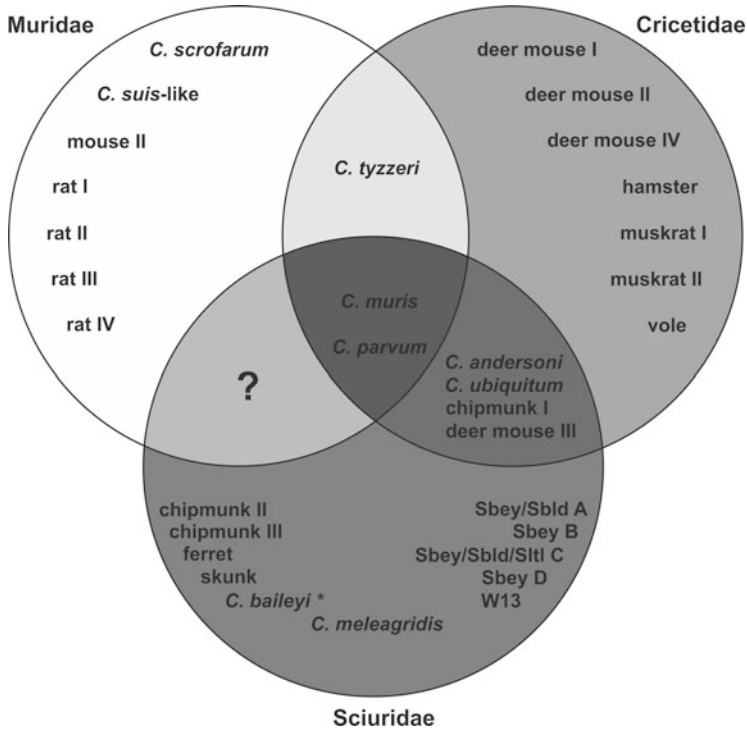 Muridae
Cricetidae
C. scrofarum
C. suis-like
mouse II
rat I
rat II
rat III
rat IV
C. tyzzeri
deer mouse I
deer mouse II
deer mouse IV
hamster
muskrat I
muskrat II
vole
C. muris
C. parvum
?
C. andersoni
C. ubiquitum
chipmunk I
deer mouse III
chipmunk II
chipmunk III
ferret
skunk
C. baileyi *
C. meleagridis
Sbey/Sbld A
Sbey B
Sbey/Sbld/Sltl C
Sbey D
W13
Sciuridae